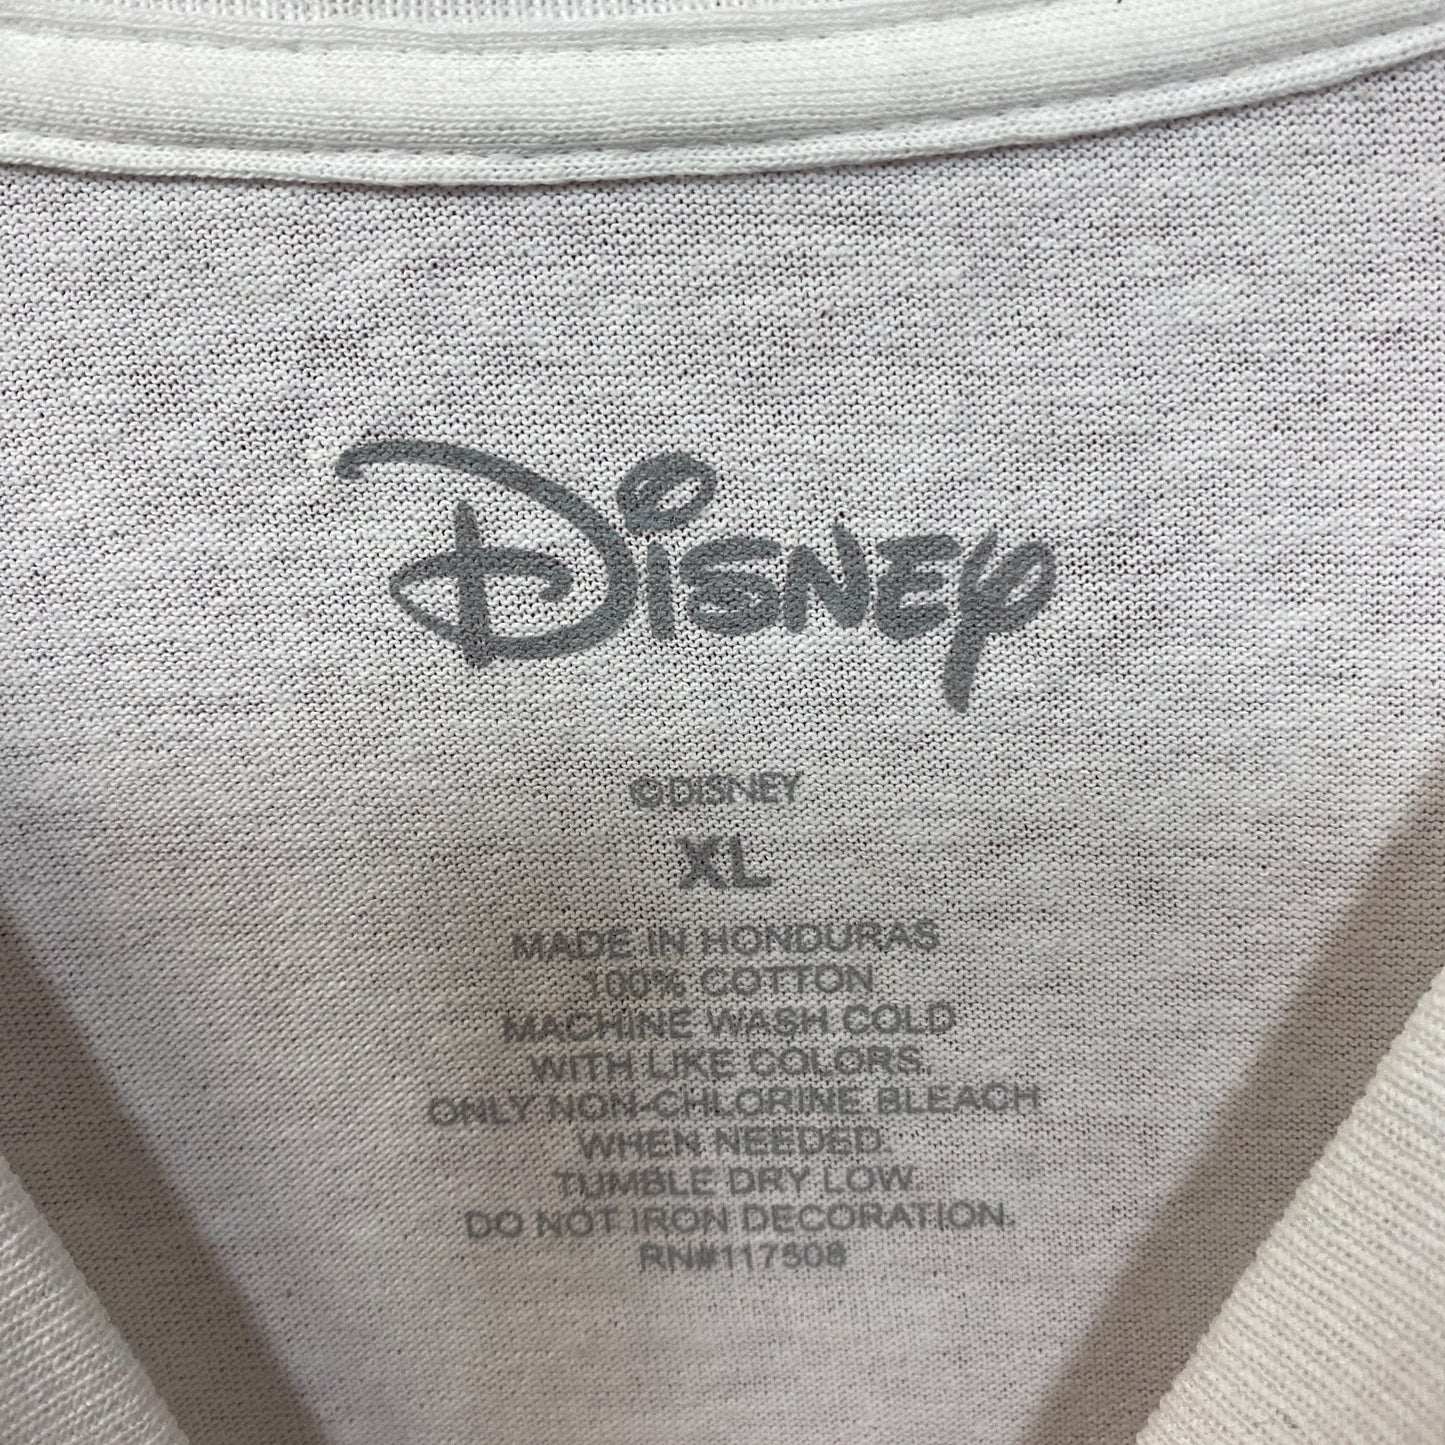 Disney
©DISNEY
XL
MADE IN HONDURAS
100% COTTON
MACHINE WASH COLD
WITH LIKE COLORS.
ONLY NON-CHLORINE BLEACH
WHEN NEEDED.
TUMBLE DRY LOW.
DO NOT IRON DECORATION.
RN#117508